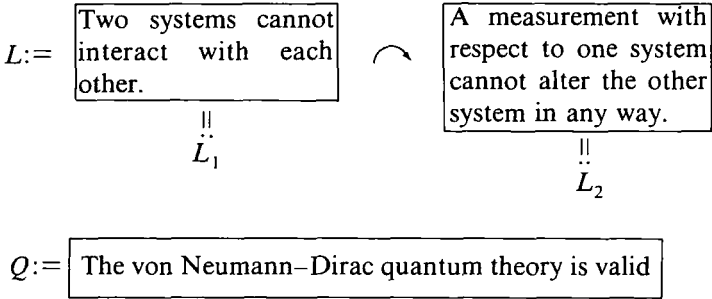 L:= Two systems cannot interact with each other. ⌒→ A measurement with respect to one system cannot alter the other system in any way.
=:
L₁
=:
L₂
Q:= The von Neumann–Dirac quantum theory is valid